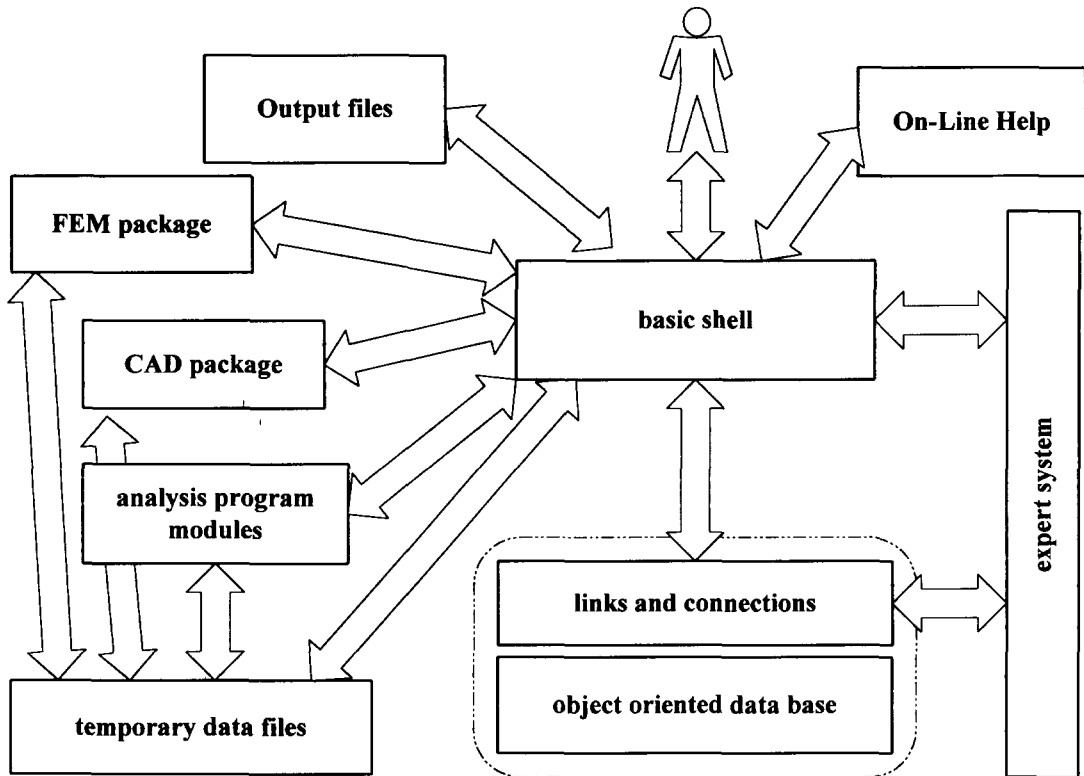 Output files
On-Line Help
FEM package
basic shell
CAD package
analysis program
modules
links and connections
object oriented data base
temporary data files
expert system